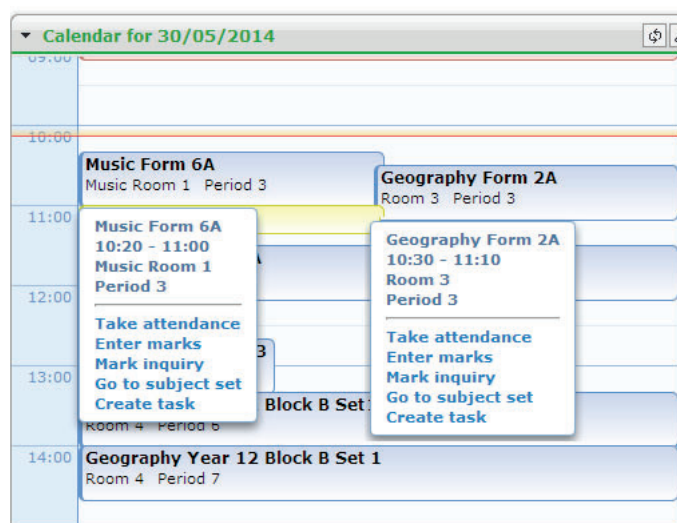 Calendar for 30/05/2014
09:00
10:00
Music Form 6A
Music Room 1 Period 3
Geography Form 2A
Room 3 Period 3
11:00
Music Form 6A
10:20 - 11:00
Music Room 1
Period 3
Take attendance
Enter marks
Mark inquiry
Go to subject set
Create task
Geography Form 2A
10:30 - 11:10
Room 3
Period 3
Take attendance
Enter marks
Mark inquiry
Go to subject set
Create task
12:00
3
13:00
Block B Set
Room 4 Period 6
14:00
Geography Year 12 Block B Set 1
Room 4 Period 7